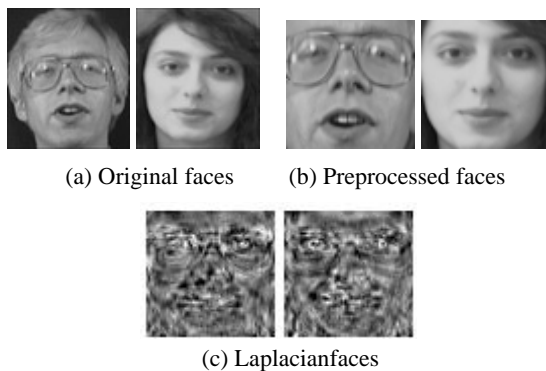 (a) Original faces
(b) Preprocessed faces
(c) Laplacianfaces